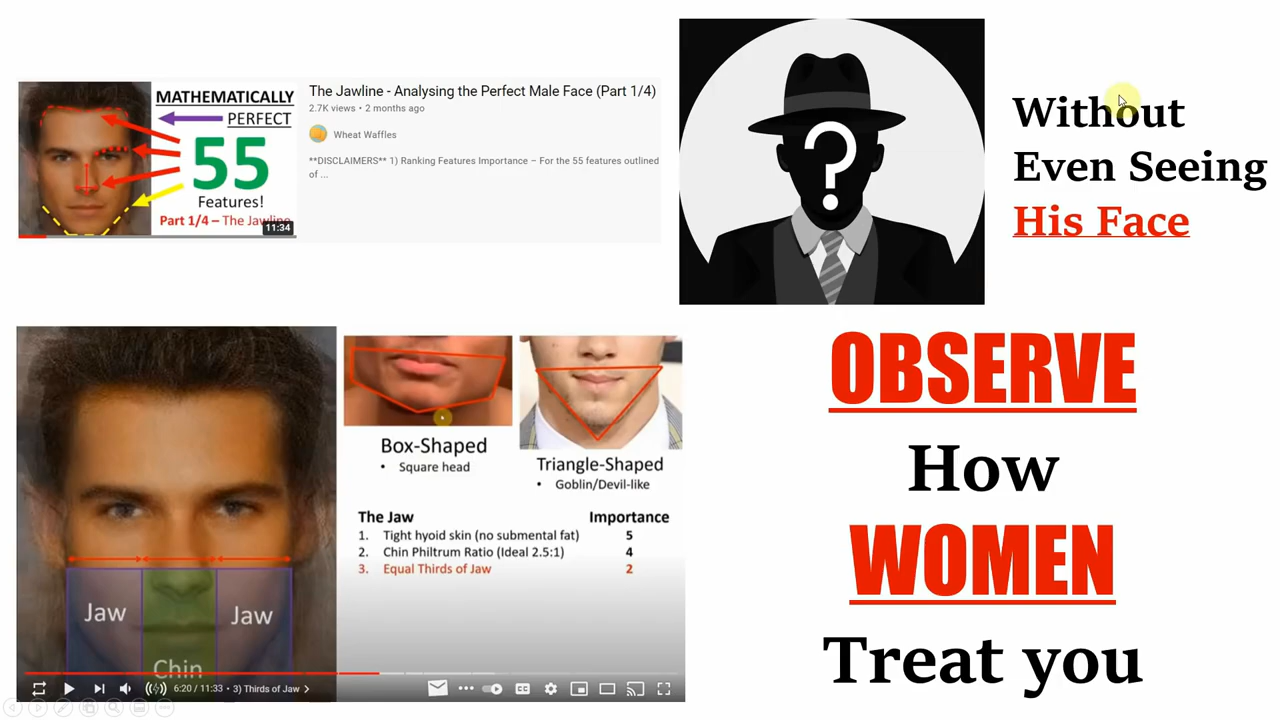 MATHEMATICALLY
PERFECT
55
Features!
Part 1/4 – The Jawline
11:34
The Jawline - Analysing the Perfect Male Face (Part 1/4)
2.7K views • 2 months ago
Wheat Waffles
**DISCLAIMERS** 1) Ranking Features Importance – For the 55 features outlined
of ...
?
Without
Even Seeing
His Face
Box-Shaped
• Square head
Triangle-Shaped
• Goblin/Devil-like
The Jaw Importance
1. Tight hyoid skin (no submental fat) 5
2. Chin Philtrum Ratio (Ideal 2.5:1) 4
3. Equal Thirds of Jaw 2
Jaw Jaw
Chin
6:20 / 11:33 • 3) Thirds of Jaw
OBSERVE
How
WOMEN
Treat you